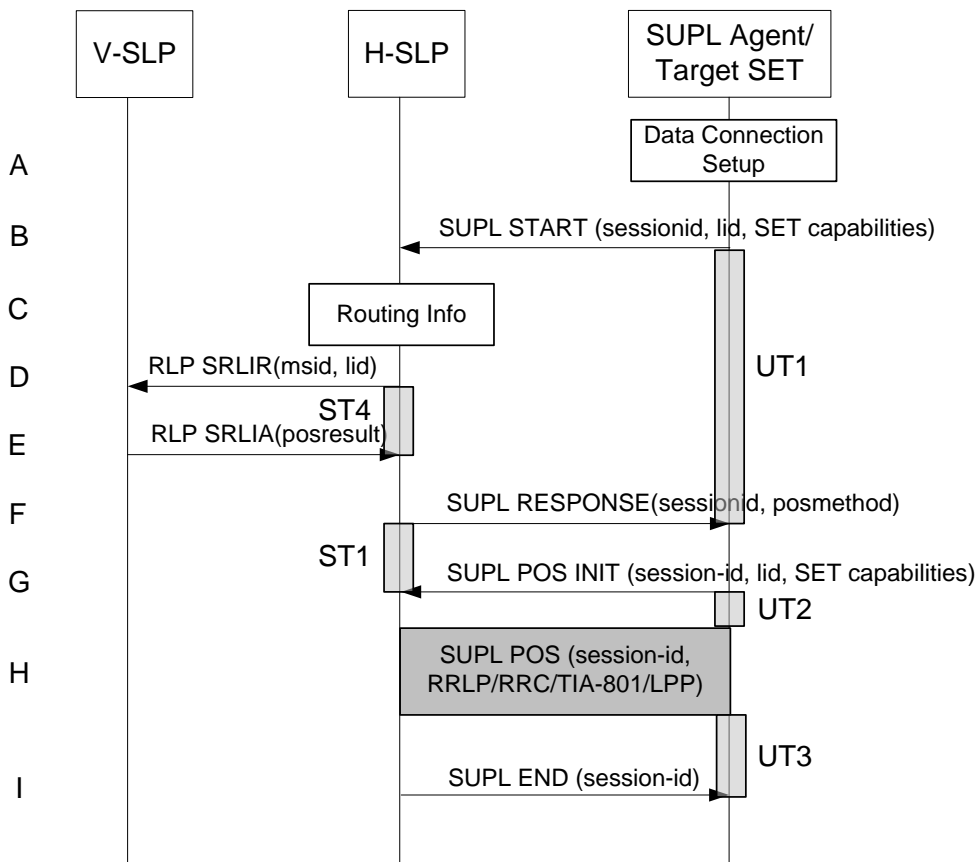 V-SLP
H-SLP
SUPL Agent/
Target SET
A
Data Connection
Setup
B
SUPL START (sessionid, lid, SET capabilities)
C
Routing Info
UT1
D
RLP SRLIR(msid, lid)
ST4
E
RLP SRLIA(posresult)
F
SUPL RESPONSE(sessionid, posmethod)
ST1
G
SUPL POS INIT (session-id, lid, SET capabilities)
UT2
H
SUPL POS (session-id,
RRLP/RRC/TIA-801/LPP)
UT3
I
SUPL END (session-id)